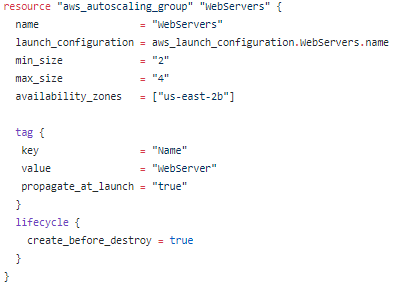 resource "aws_autoscaling_group" "WebServers" {
  name                 = "WebServers"
  launch_configuration = aws_launch_configuration.WebServers.name
  min_size             = "2"
  max_size             = "4"
  availability_zones   = ["us-east-2b"]

  tag {
   key                 = "Name"
   value               = "WebServer"
   propagate_at_launch = "true"
  }
  lifecycle {
    create_before_destroy = true
  }
}